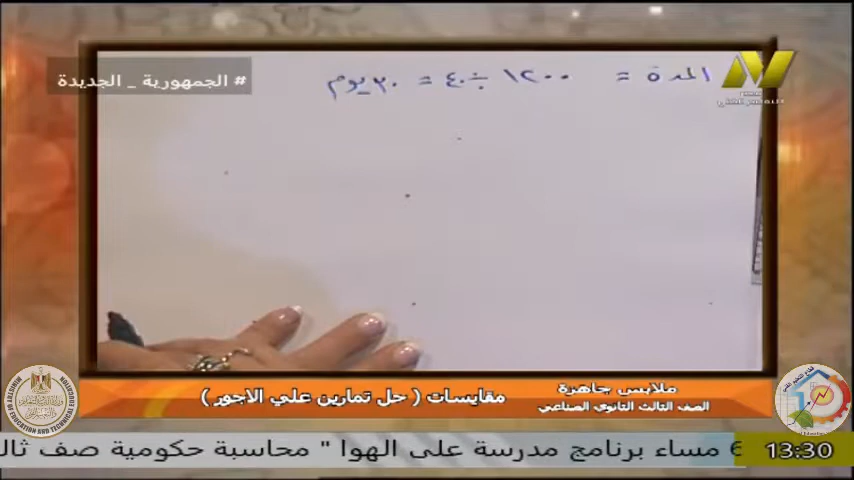 # الجمهورية _ الجديدة
المدة = ١٢٠٠ ÷ ٤٠ = ٣٠ يوم
ملابس جاهزة
الصف الثالث الثانوي الصناعي
مقايسات ( حل تمارين علي الاجور )
6 مساء برنامج مدرسة على الهوا " محاسبة حكومية صف ثال
13:30